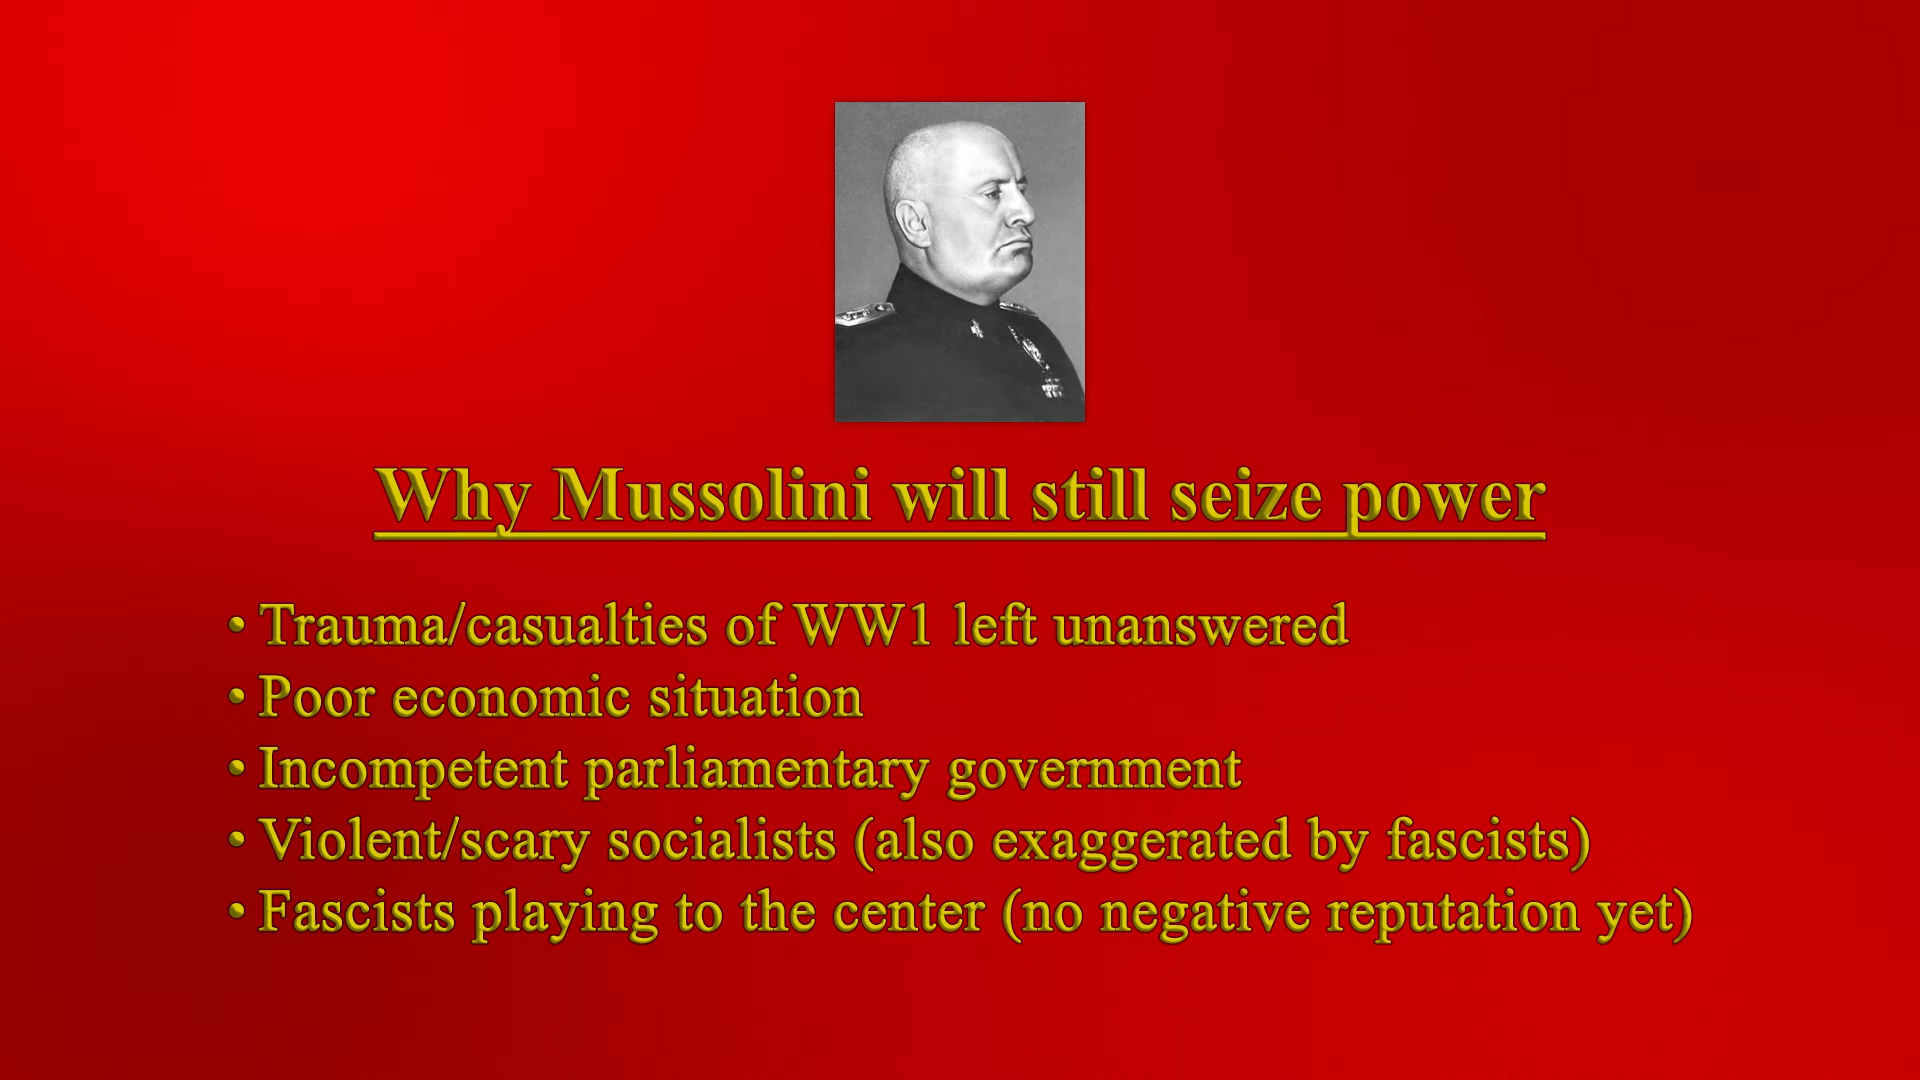 Why Mussolini will still seize power
• Trauma/casualties of WW1 left unanswered
• Poor economic situation
• Incompetent parliamentary government
• Violent/scary socialists (also exaggerated by fascists)
• Fascists playing to the center (no negative reputation yet)